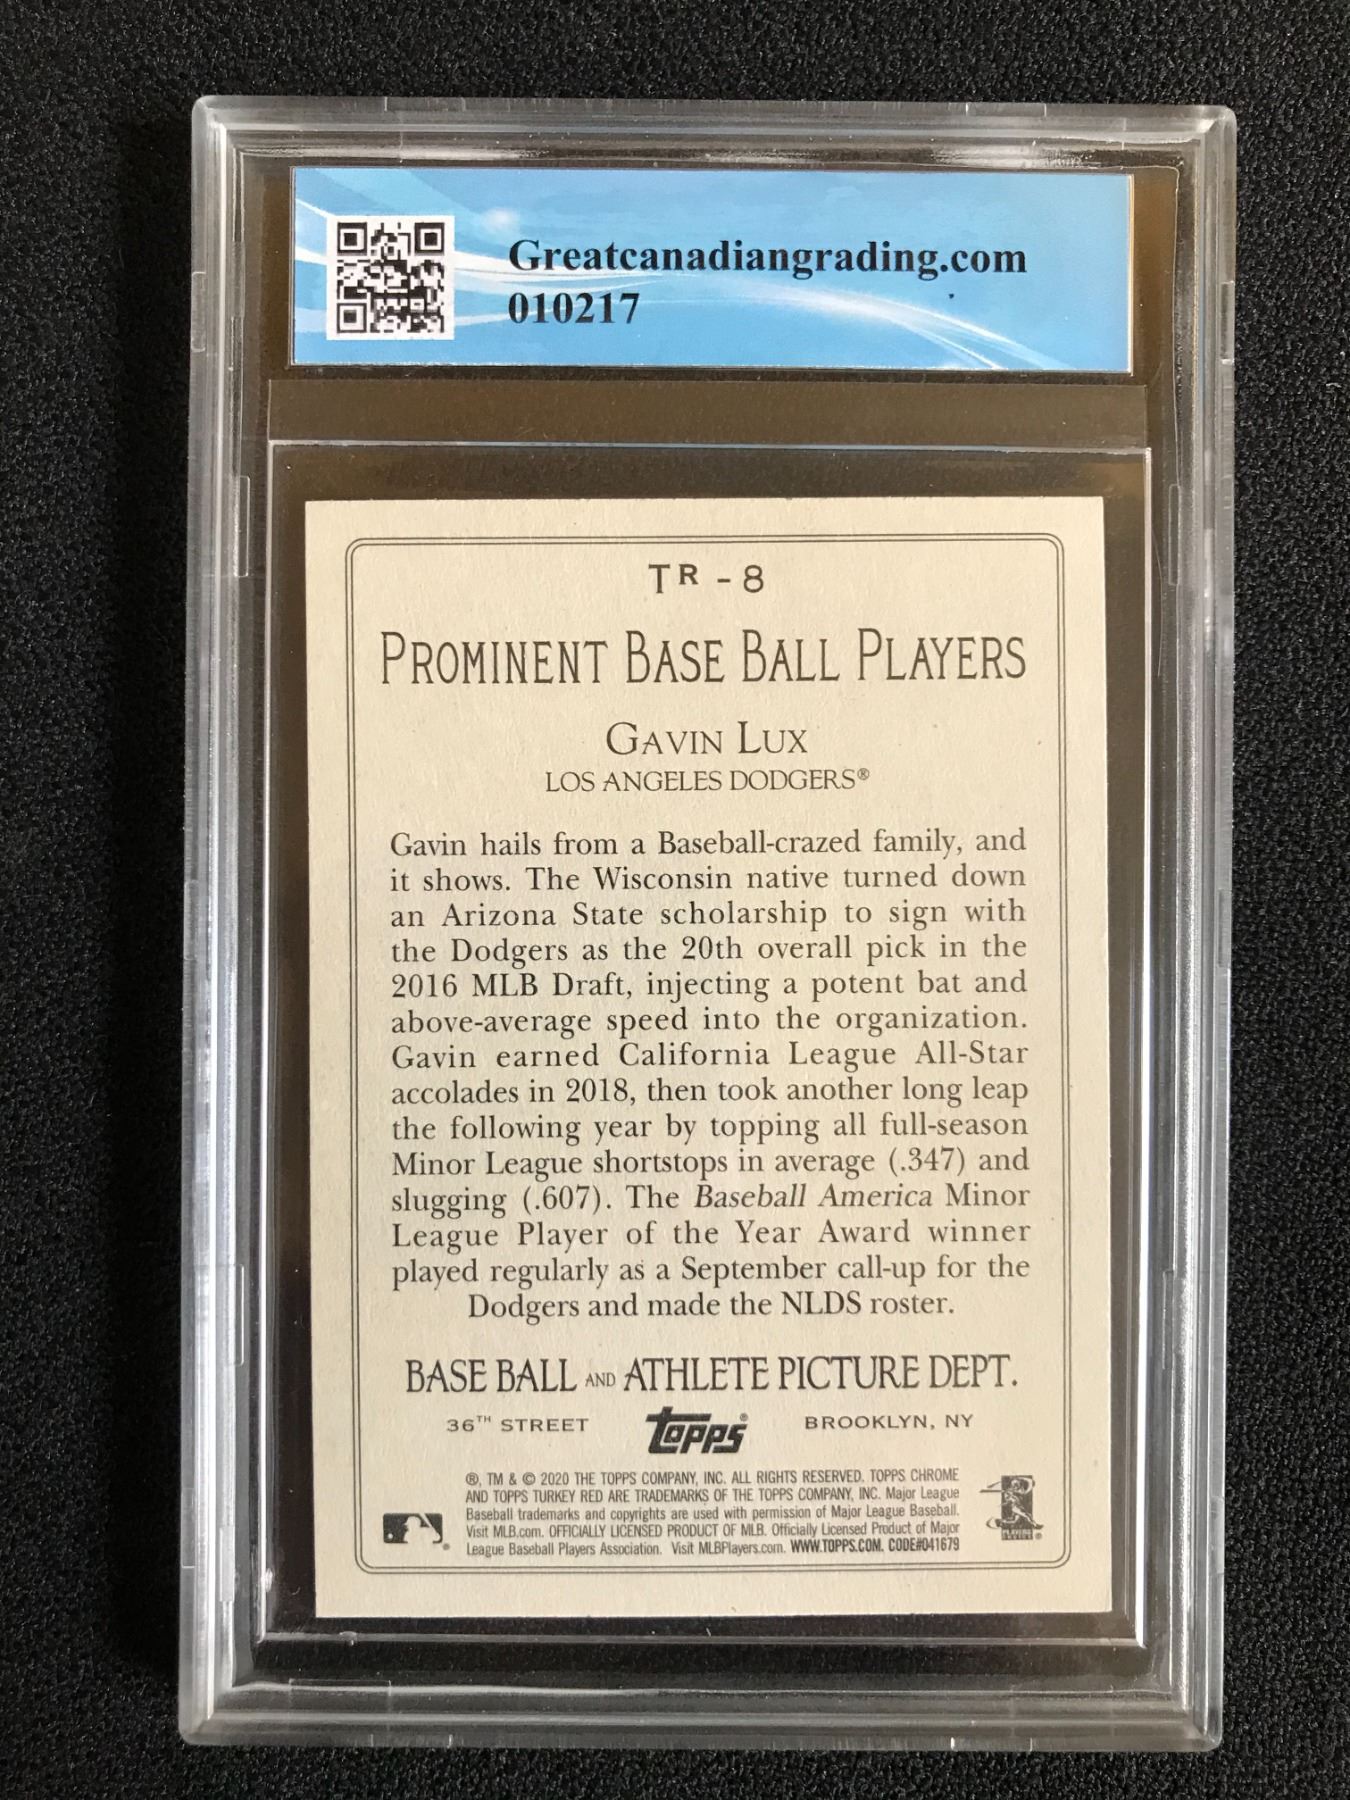 Greatcanadiangrading.com
010217
TR - 8
PROMINENT BASE BALL PLAYERS
GAVIN LUX
LOS ANGELES DODGERS®
Gavin hails from a Baseball-crazed family, and
it shows. The Wisconsin native turned down
an Arizona State scholarship to sign with
the Dodgers as the 20th overall pick in the
2016 MLB Draft, injecting a potent bat and
above-average speed into the organization.
Gavin earned California League All-Star
accolades in 2018, then took another long leap
the following year by topping all full-season
Minor League shortstops in average (.347) and
slugging (.607). The Baseball America Minor
League Player of the Year Award winner
played regularly as a September call-up for the
Dodgers and made the NLDS roster.
BASE BALL AND ATHLETE PICTURE DEPT.
36TH STREET topps® BROOKLYN, NY
®, TM & © 2020 THE TOPPS COMPANY, INC. ALL RIGHTS RESERVED. TOPPS CHROME
AND TOPPS TURKEY RED ARE TRADEMARKS OF THE TOPPS COMPANY, INC. Major League
Baseball trademarks and copyrights are used with permission of Major League Baseball.
Visit MLB.com. OFFICIALLY LICENSED PRODUCT OF MLB. Officially Licensed Product of Major
League Baseball Players Association. Visit MLBPlayers.com. WWW.TOPPS.COM. CODE#041679